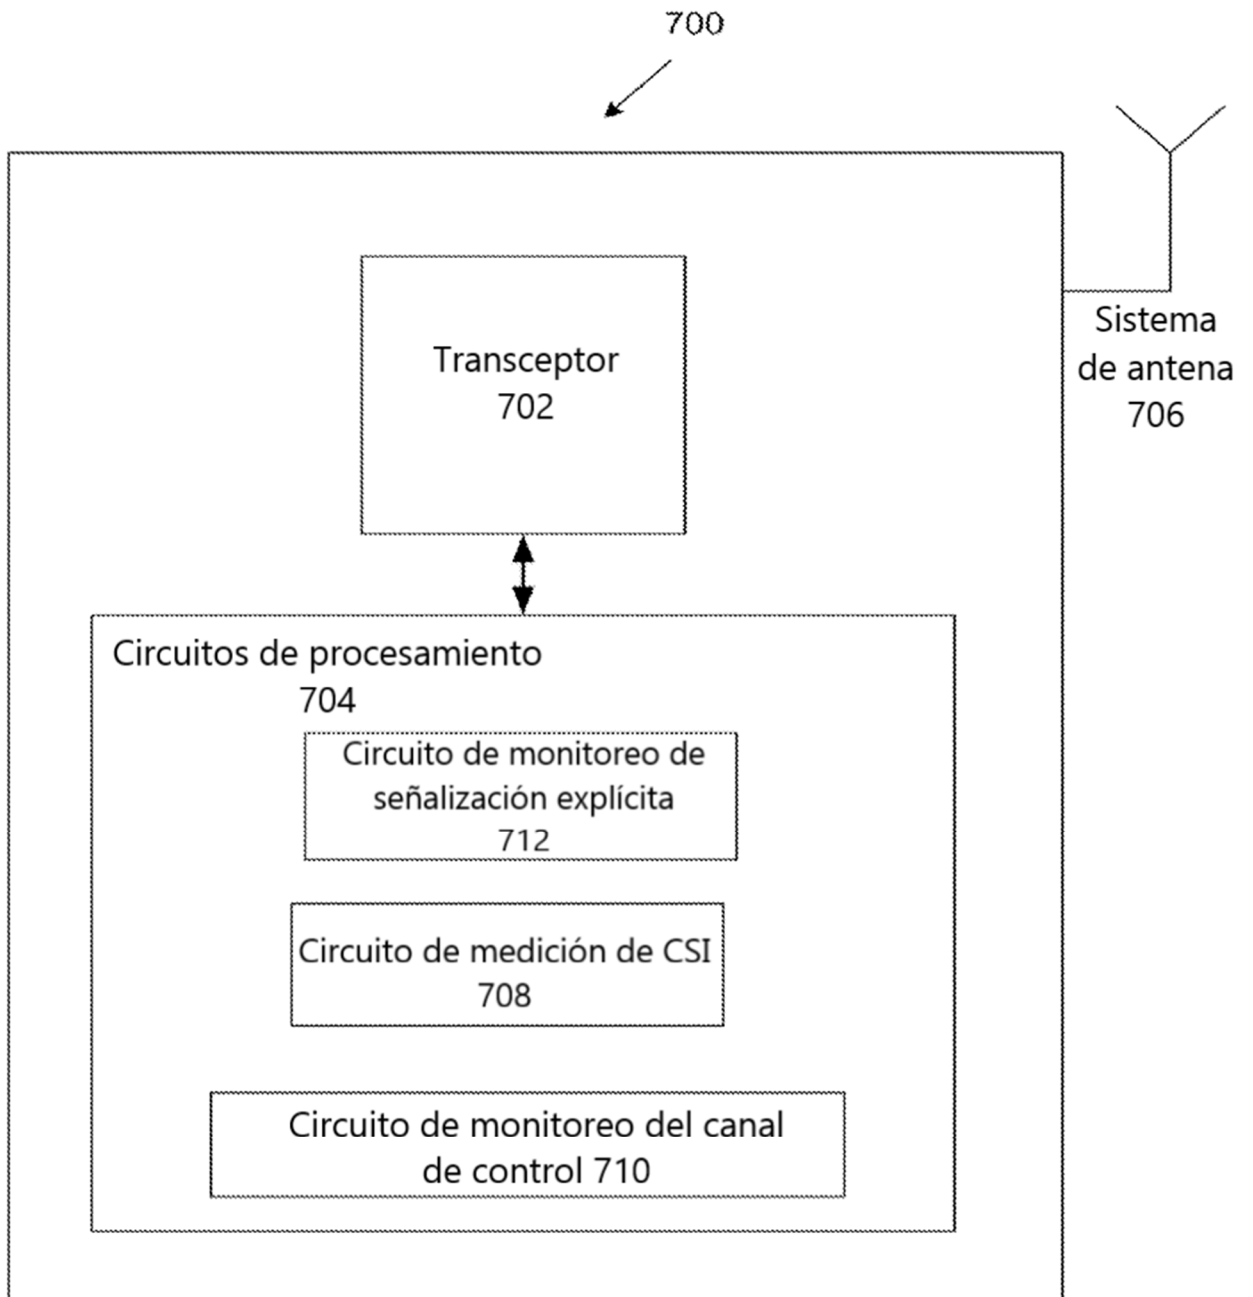 700
Sistema
de antena
706
Transceptor
702
Circuitos de procesamiento
704
Circuito de monitoreo de
señalización explícita
712
Circuito de medición de CSI
708
Circuito de monitoreo del canal
de control 710